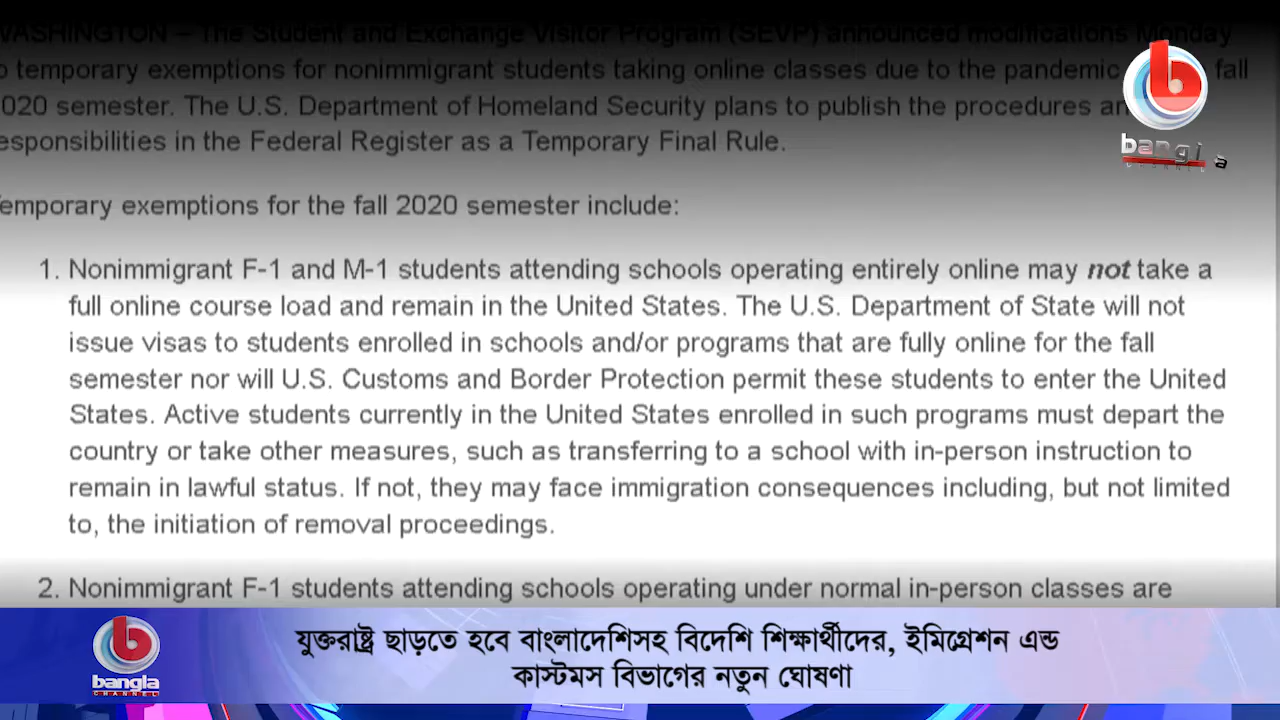 WASHINGTON – The Student and Exchange Visitor Program (SEVP) announced modifications Monday
o temporary exemptions for nonimmigrant students taking online classes due to the pandemic fall
020 semester. The U.S. Department of Homeland Security plans to publish the procedures an
esponsibilities in the Federal Register as a Temporary Final Rule.
emporary exemptions for the fall 2020 semester include:
1. Nonimmigrant F-1 and M-1 students attending schools operating entirely online may not take a
full online course load and remain in the United States. The U.S. Department of State will not
issue visas to students enrolled in schools and/or programs that are fully online for the fall
semester nor will U.S. Customs and Border Protection permit these students to enter the United
States. Active students currently in the United States enrolled in such programs must depart the
country or take other measures, such as transferring to a school with in-person instruction to
remain in lawful status. If not, they may face immigration consequences including, but not limited
to, the initiation of removal proceedings.
2. Nonimmigrant F-1 students attending schools operating under normal in-person classes are
b
bangla
CHANNEL
b
bangla
CHANNEL
যুক্তরাষ্ট্র ছাড়তে হবে বাংলাদেশিসহ বিদেশি শিক্ষার্থীদের, ইমিগ্রেশন এন্ড
কাস্টমস বিভাগের নতুন ঘোষণা